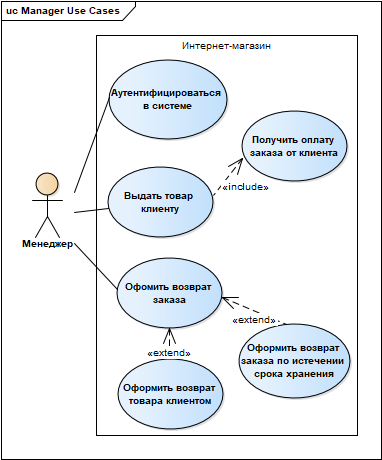 uc Manager Use Cases
Интернет-магазин
Аутентифицироваться
в системе
Получить оплату
заказа от клиента
«include»
Выдать товар
клиенту
Менеджер
Офомить возврат
заказа
«extend»
«extend»
Оформить возврат
заказа по истечении
срока хранения
Оформить возврат
товара клиентом